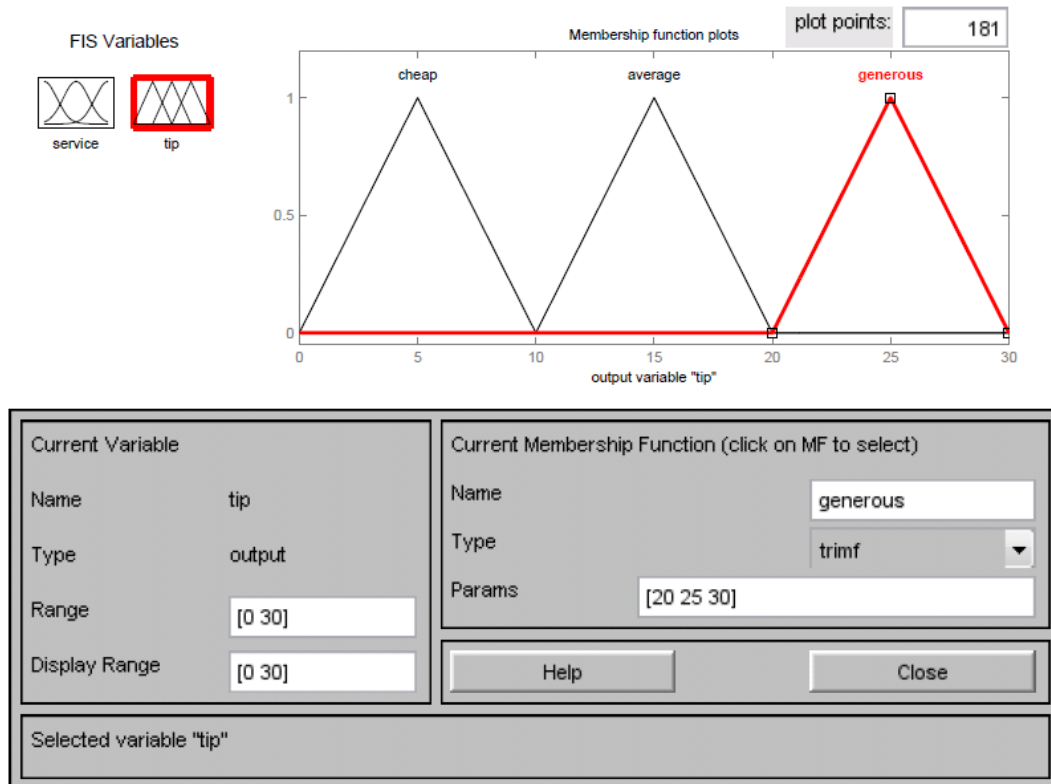 FIS Variables
service
tip
Membership function plots
plot points:
181
cheap
average
generous
1
0.5
0
0 5 10 15 20 25 30
output variable "tip"
Current Variable
Name tip
Type output
Range [0 30]
Display Range [0 30]
Current Membership Function (click on MF to select)
Name generous
Type trimf
Params [20 25 30]
Help
Close
Selected variable "tip"